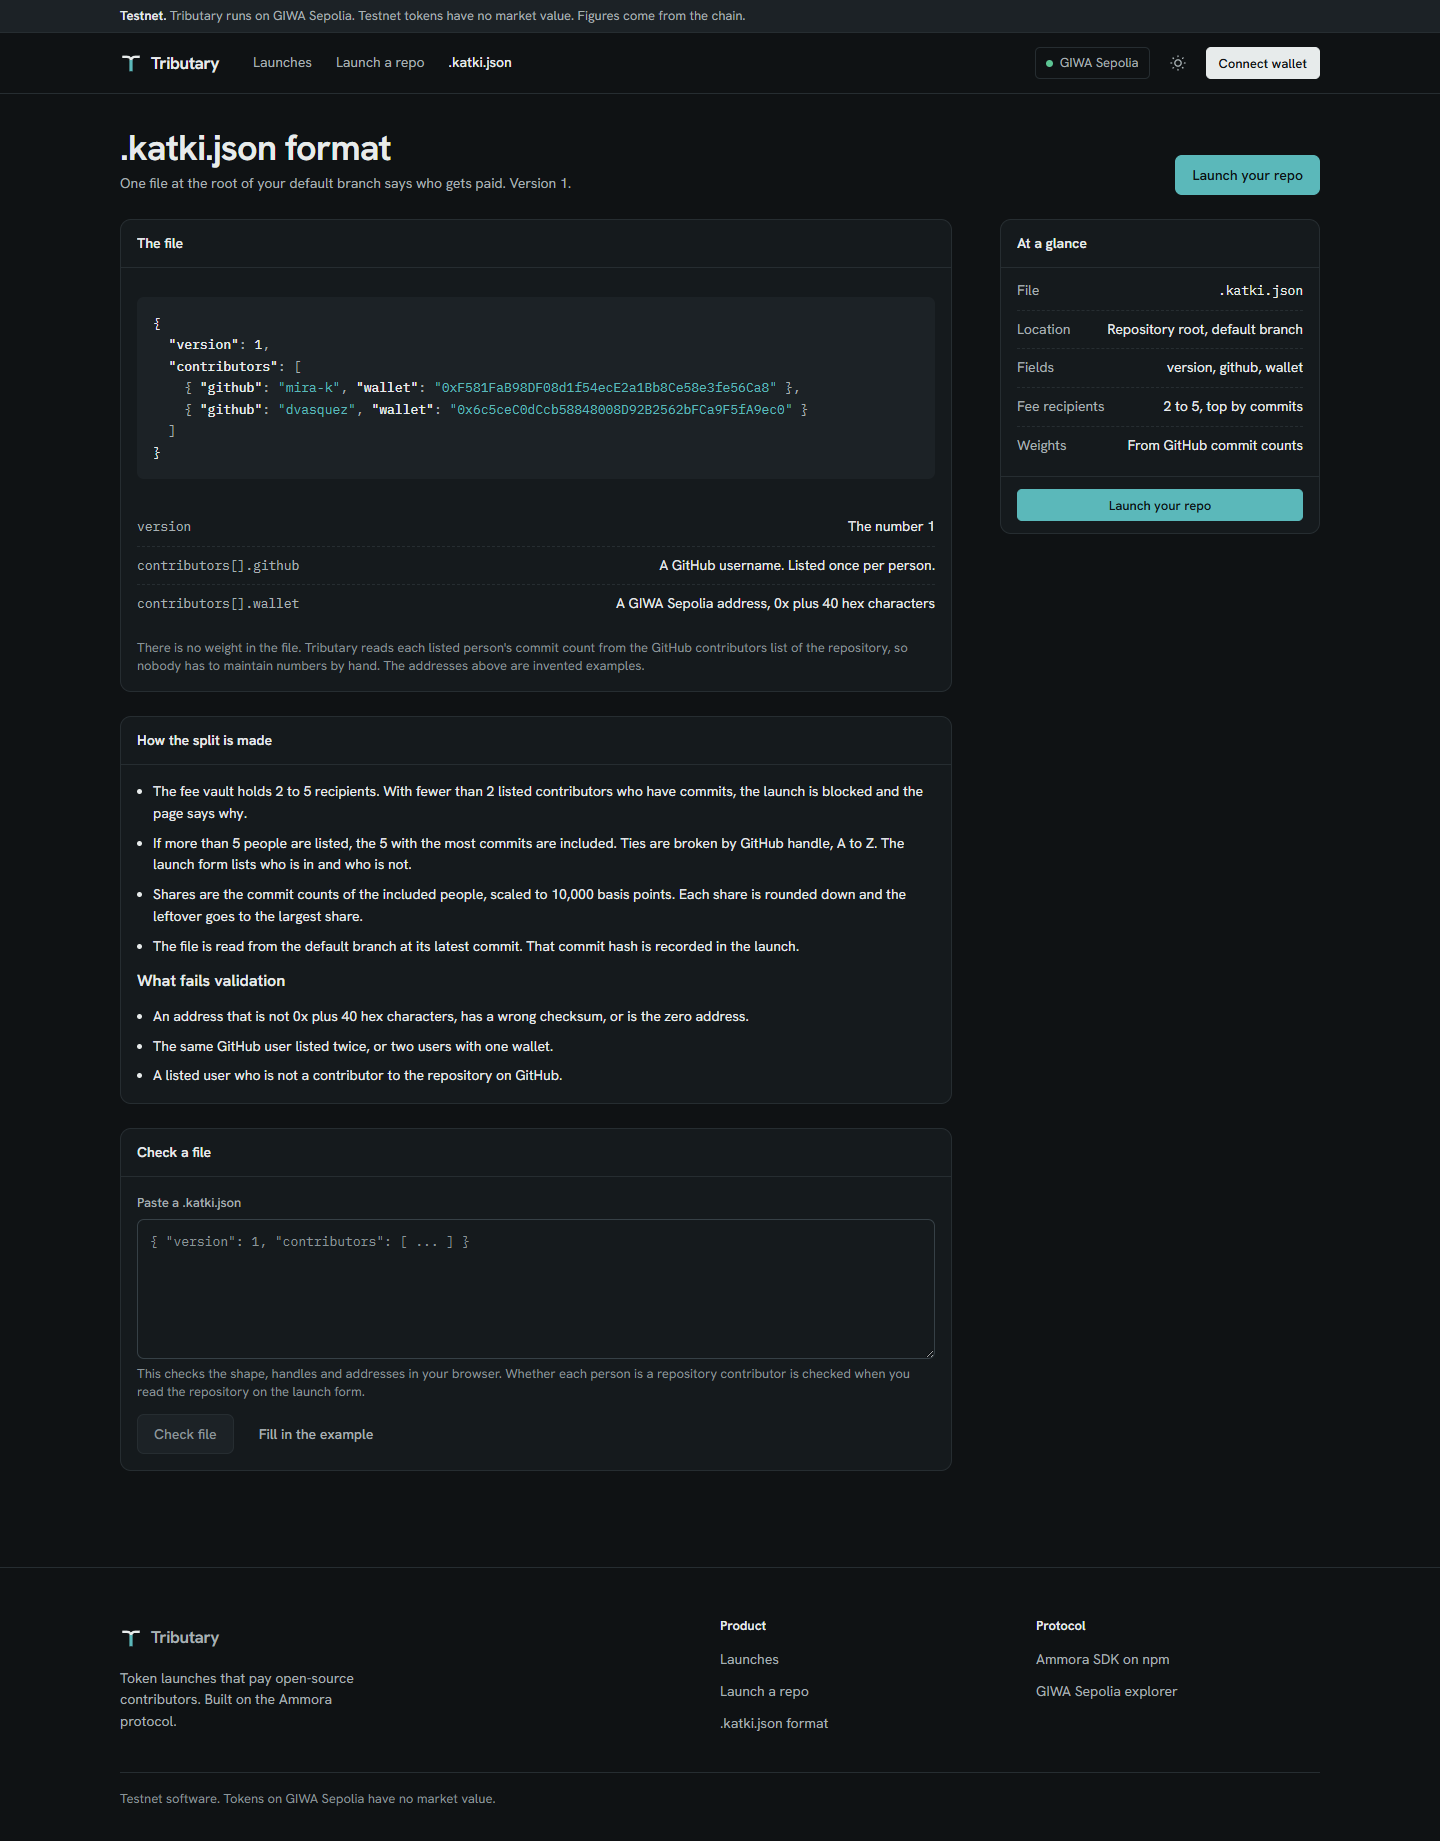 Testnet. Tributary runs on GIWA Sepolia. Testnet tokens have no market value. Figures come from the chain.
Tributary
Launches
Launch a repo
.katki.json
GIWA Sepolia
Connect wallet
.katki.json format
One file at the root of your default branch says who gets paid. Version 1.
Launch your repo
The file
{
"version": 1,
"contributors": [
{ "github": "mira-k", "wallet": "0xF581FaB98DF08d1f54ecE2a1Bb8Ce58e3fe56Ca8" },
{ "github": "dvasquez", "wallet": "0x6c5ceC0dCcb58848008D92B2562bFCa9F5fA9ec0" }
]
}
version
The number 1
contributors[].github
A GitHub username. Listed once per person.
contributors[].wallet
A GIWA Sepolia address, 0x plus 40 hex characters
There is no weight in the file. Tributary reads each listed person's commit count from the GitHub contributors list of the repository, so
nobody has to maintain numbers by hand. The addresses above are invented examples.
At a glance
File
.katki.json
Location
Repository root, default branch
Fields
version, github, wallet
Fee recipients
2 to 5, top by commits
Weights
From GitHub commit counts
Launch your repo
How the split is made
• The fee vault holds 2 to 5 recipients. With fewer than 2 listed contributors who have commits, the launch is blocked and the
page says why.
• If more than 5 people are listed, the 5 with the most commits are included. Ties are broken by GitHub handle, A to Z. The
launch form lists who is in and who is not.
• Shares are the commit counts of the included people, scaled to 10,000 basis points. Each share is rounded down and the
leftover goes to the largest share.
• The file is read from the default branch at its latest commit. That commit hash is recorded in the launch.
What fails validation
• An address that is not 0x plus 40 hex characters, has a wrong checksum, or is the zero address.
• The same GitHub user listed twice, or two users with one wallet.
• A listed user who is not a contributor to the repository on GitHub.
Check a file
Paste a .katki.json
{ "version": 1, "contributors": [ ... ] }
This checks the shape, handles and addresses in your browser. Whether each person is a repository contributor is checked when you
read the repository on the launch form.
Check file
Fill in the example
Tributary
Token launches that pay open-source
contributors. Built on the Ammora
protocol.
Product
Launches
Launch a repo
.katki.json format
Protocol
Ammora SDK on npm
GIWA Sepolia explorer
Testnet software. Tokens on GIWA Sepolia have no market value.